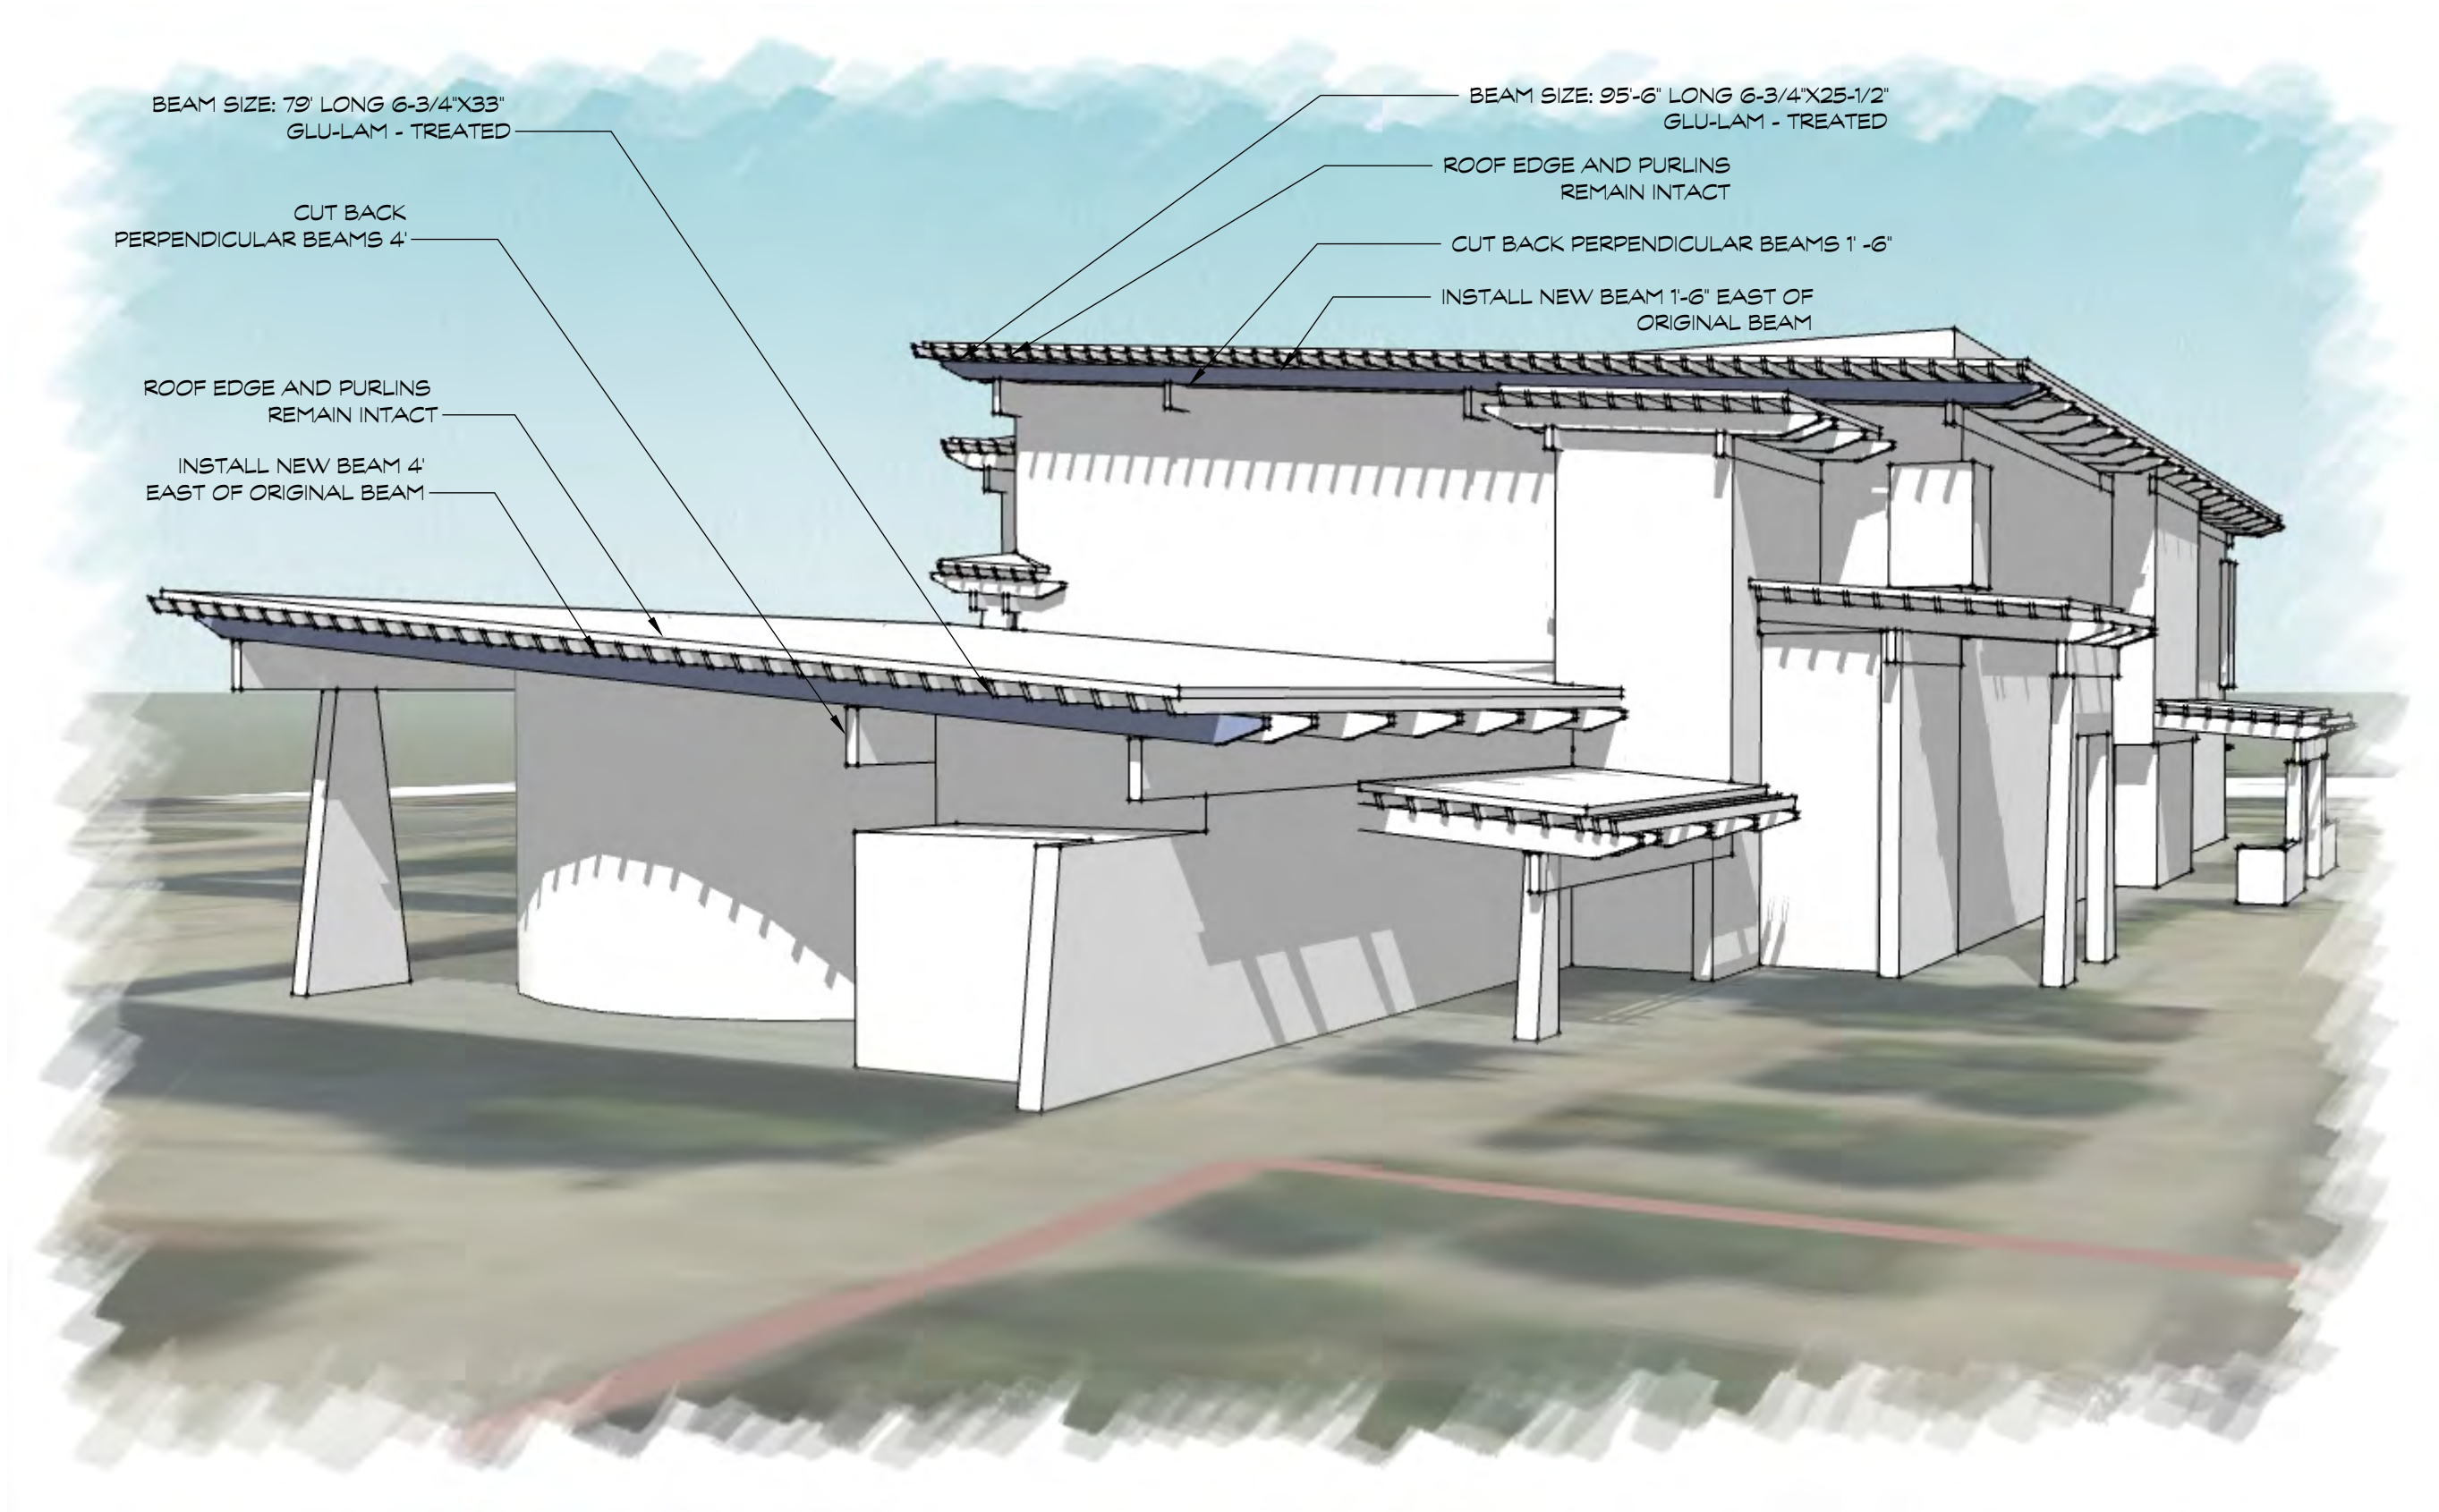 BEAM SIZE: 79' LONG 6-3/4"X33"
GLU-LAM - TREATED
CUT BACK
PERPENDICULAR BEAMS 4'
ROOF EDGE AND PURLINS
REMAIN INTACT
INSTALL NEW BEAM 4'
EAST OF ORIGINAL BEAM
BEAM SIZE: 95'-6" LONG 6-3/4"X25-1/2"
GLU-LAM - TREATED
ROOF EDGE AND PURLINS
REMAIN INTACT
CUT BACK PERPENDICULAR BEAMS 1' -6"
INSTALL NEW BEAM 1'-6" EAST OF
ORIGINAL BEAM